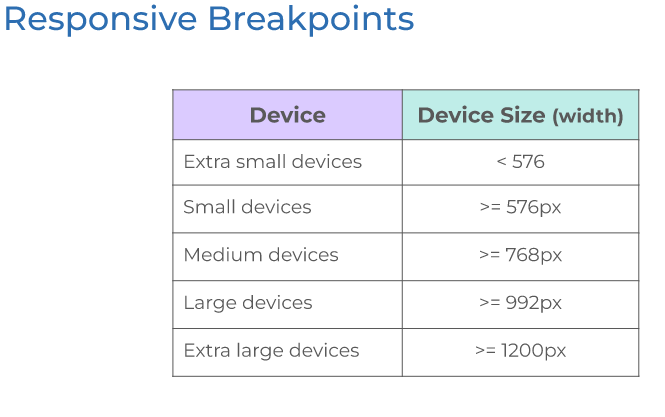 Responsive Breakpoints
Device Device Size (width)
Extra small devices < 576
Small devices >= 576px
Medium devices >= 768px
Large devices >= 992px
Extra large devices >= 1200px